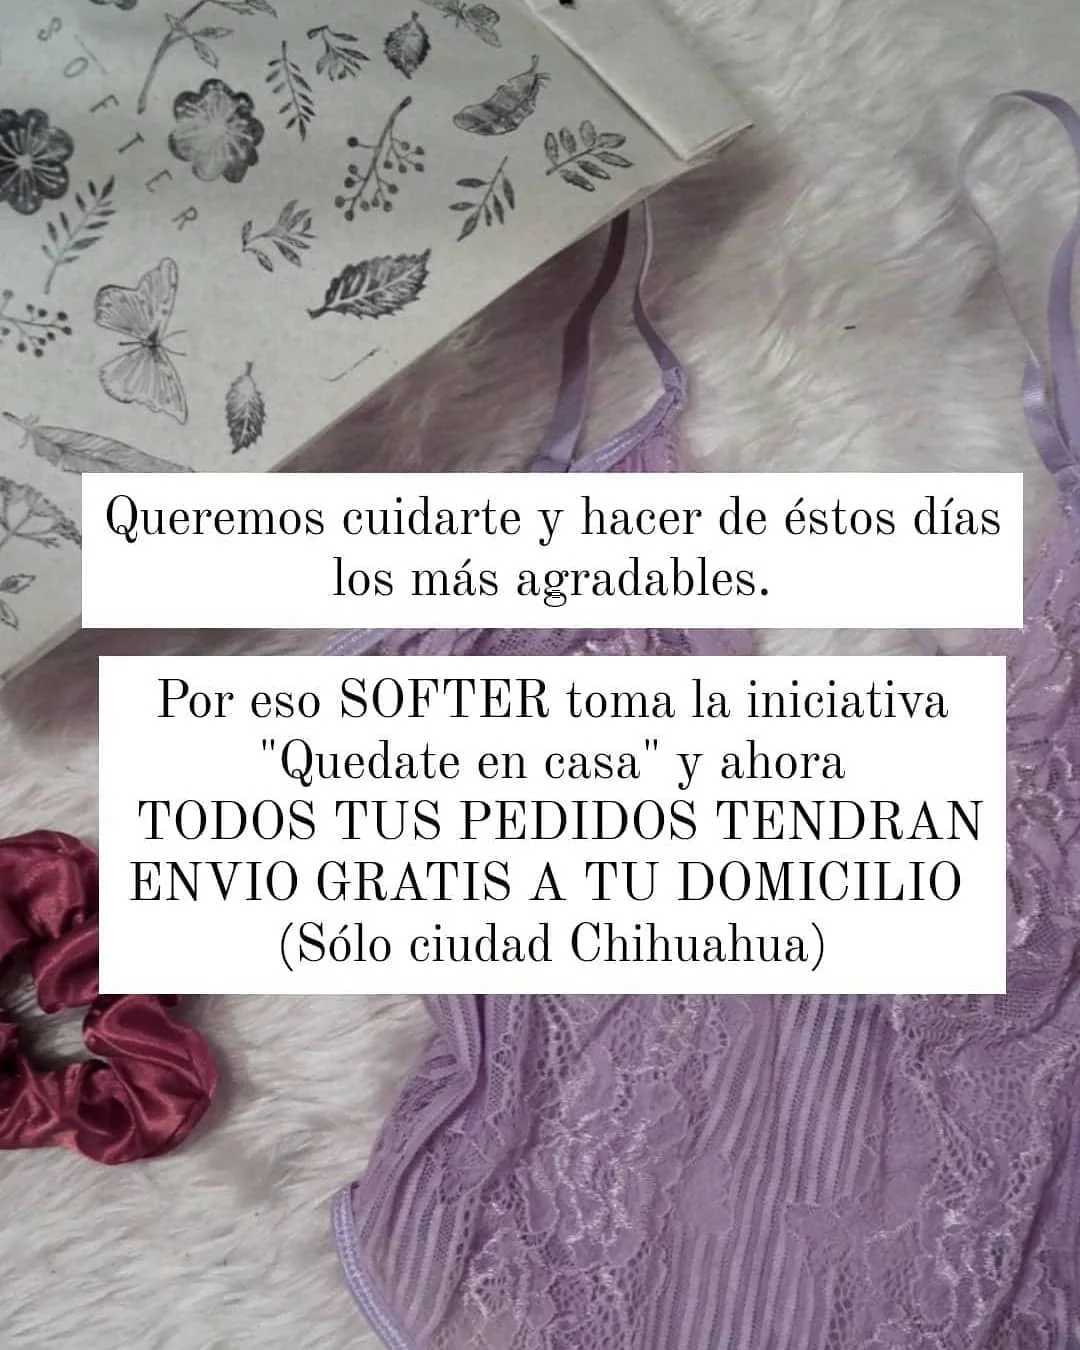 SOFTER
Queremos cuidarte y hacer de éstos días
los más agradables.
Por eso SOFTER toma la iniciativa
"Quedate en casa" y ahora
TODOS TUS PEDIDOS TENDRAN
ENVIO GRATIS A TU DOMICILIO
(Sólo ciudad Chihuahua)